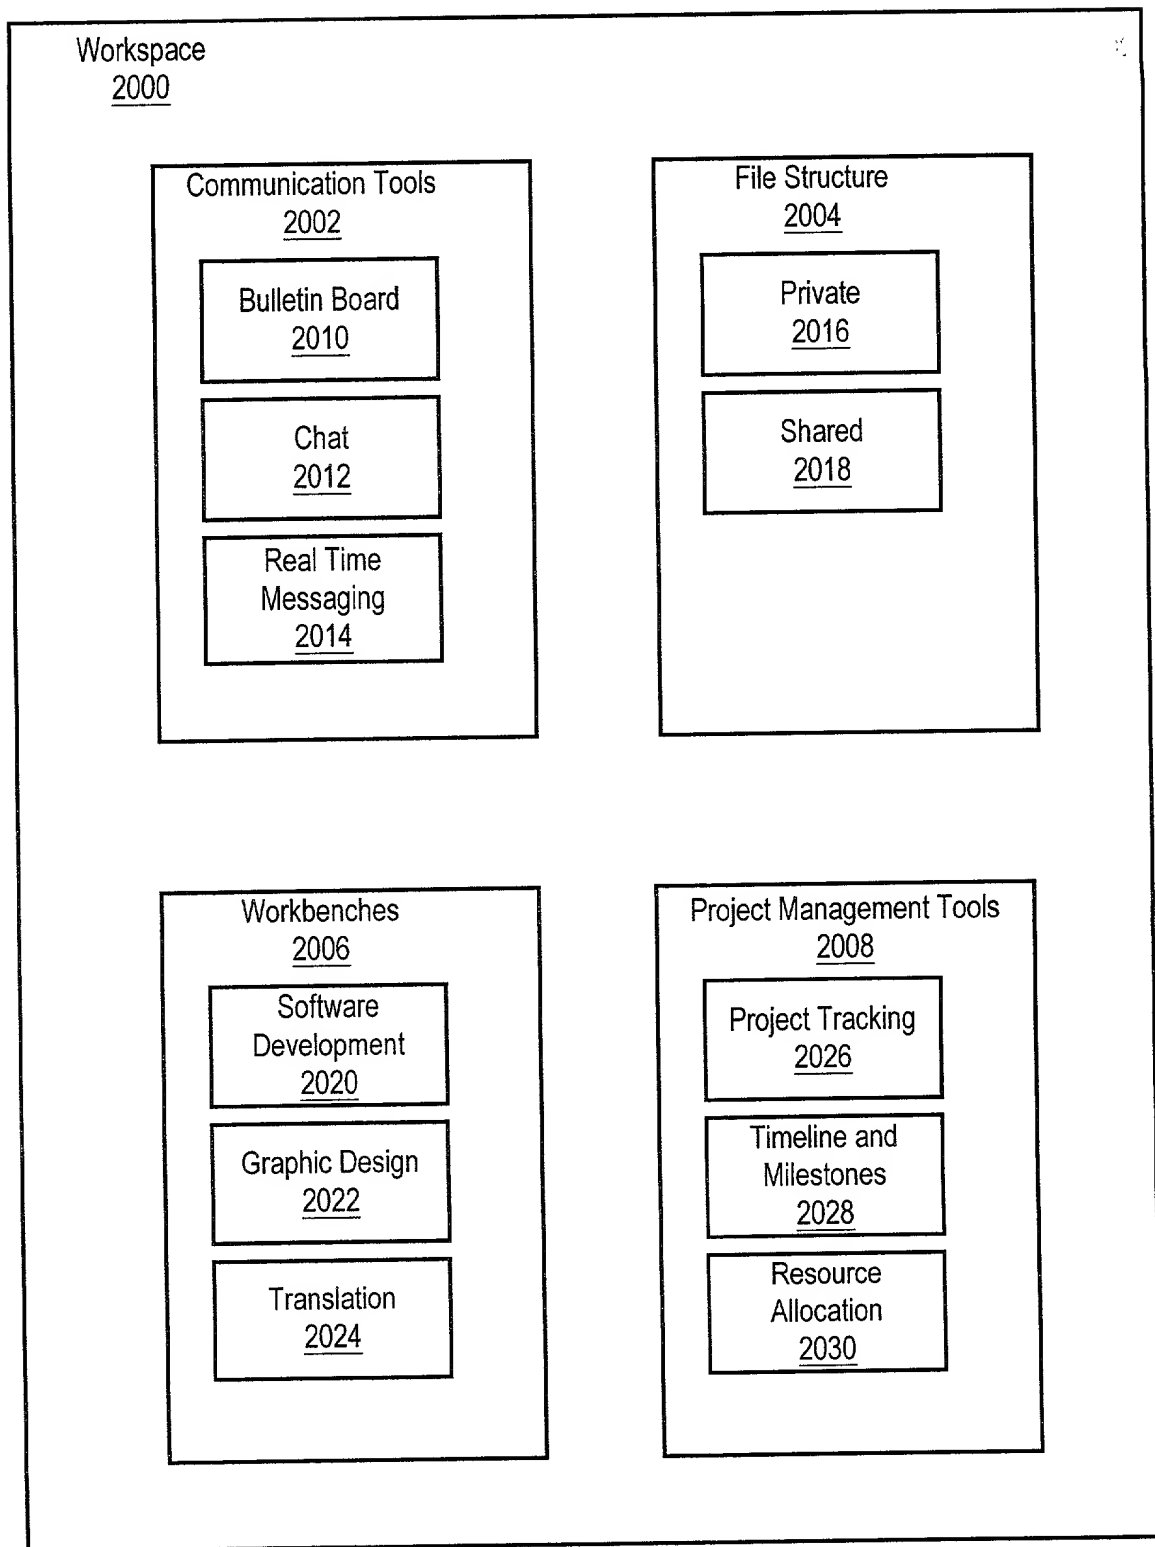 Workspace
2000
Communication Tools
2002
Bulletin Board
2010
Chat
2012
Real Time
Messaging
2014
File Structure
2004
Private
2016
Shared
2018
Workbenches
2006
Software
Development
2020
Graphic Design
2022
Translation
2024
Project Management Tools
2008
Project Tracking
2026
Timeline and
Milestones
2028
Resource
Allocation
2030